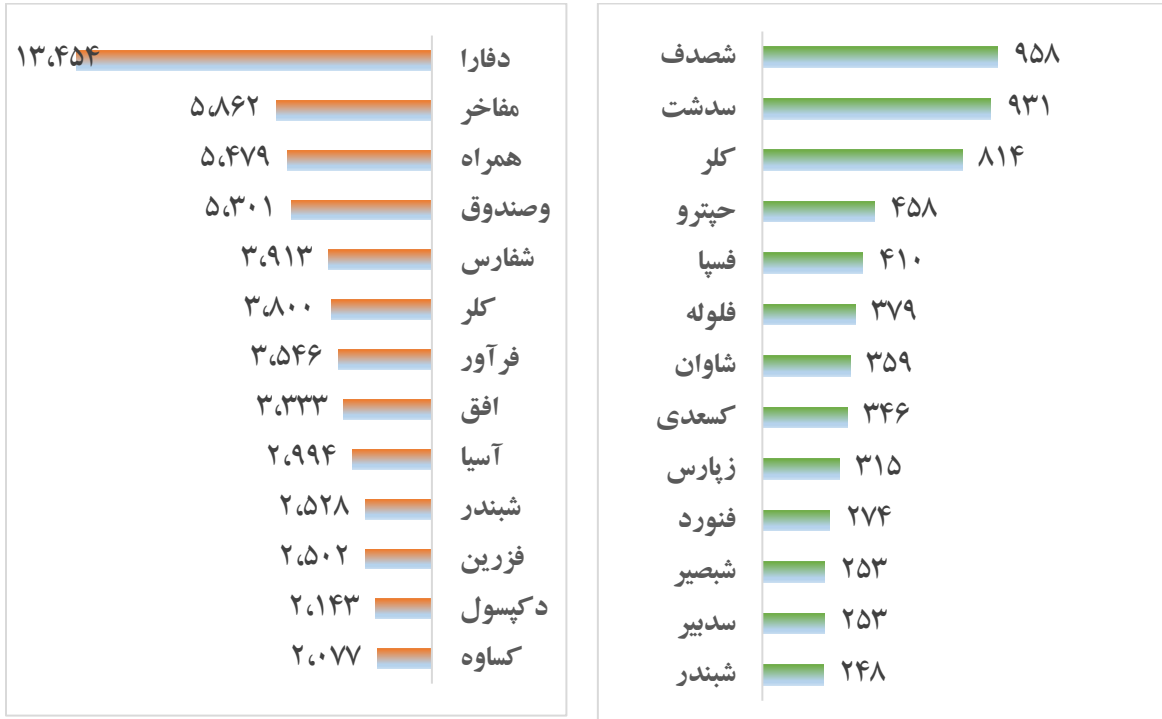 شصدف ۹۵۸
سدشت ۹۳۱
کلر ۸۱۴
حپترو ۴۵۸
فسپا ۴۱۰
فلوله ۳۷۹
شاوان ۳۵۹
کسعدی ۳۴۶
زپارس ۳۱۵
فنورد ۲۷۴
شبصیر ۲۵۳
سدبیر ۲۵۳
شبندر ۲۴۸
دفارا ۱۳،۴۵۴
مفاخر ۵،۸۶۲
همراه ۵،۴۷۹
وصندوق ۵،۳۰۱
شفارس ۳،۹۱۳
کلر ۳،۸۰۰
فرآور ۳،۵۴۶
افق ۳،۳۳۳
آسیا ۲،۹۹۴
شبندر ۲،۵۲۸
فزرین ۲،۵۰۲
دکپسول ۲،۱۴۳
کساوه ۲،۰۷۷